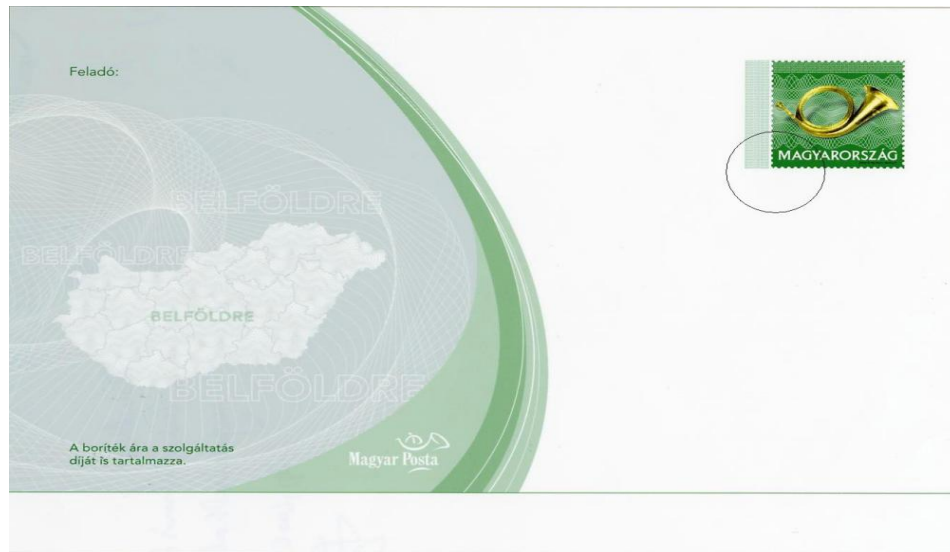 Feladó:
MAGYARORSZÁG
BELFÖLDRE
BELFÖLDRE
BELFÖLDRE
BELFÖLDRE
A boríték ára a szolgáltatás
díját is tartalmazza.
Magyar Posta